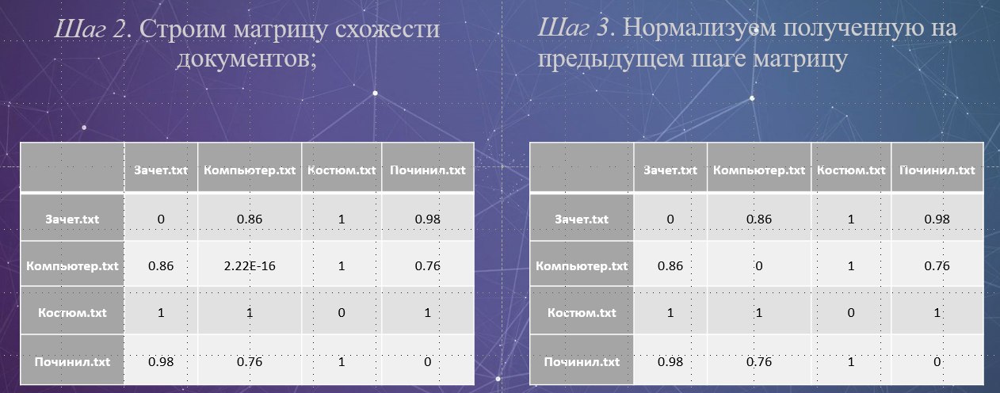 Шаг 2. Строим матрицу схожести
документов;
Зачет.txt Компьютер.txt Костюм.txt Починил.txt
Зачет.txt 0 0.86 1 0.98
Компьютер.txt 0.86 2.22E-16 1 0.76
Костюм.txt 1 1 0 1
Починил.txt 0.98 0.76 1 0
Шаг 3. Нормализуем полученную на
предыдущем шаге матрицу
Зачет.txt Компьютер.txt Костюм.txt Починил.txt
Зачет.txt 0 0.86 1 0.98
Компьютер.txt 0.86 0 1 0.76
Костюм.txt 1 1 0 1
Починил.txt 0.98 0.76 1 0